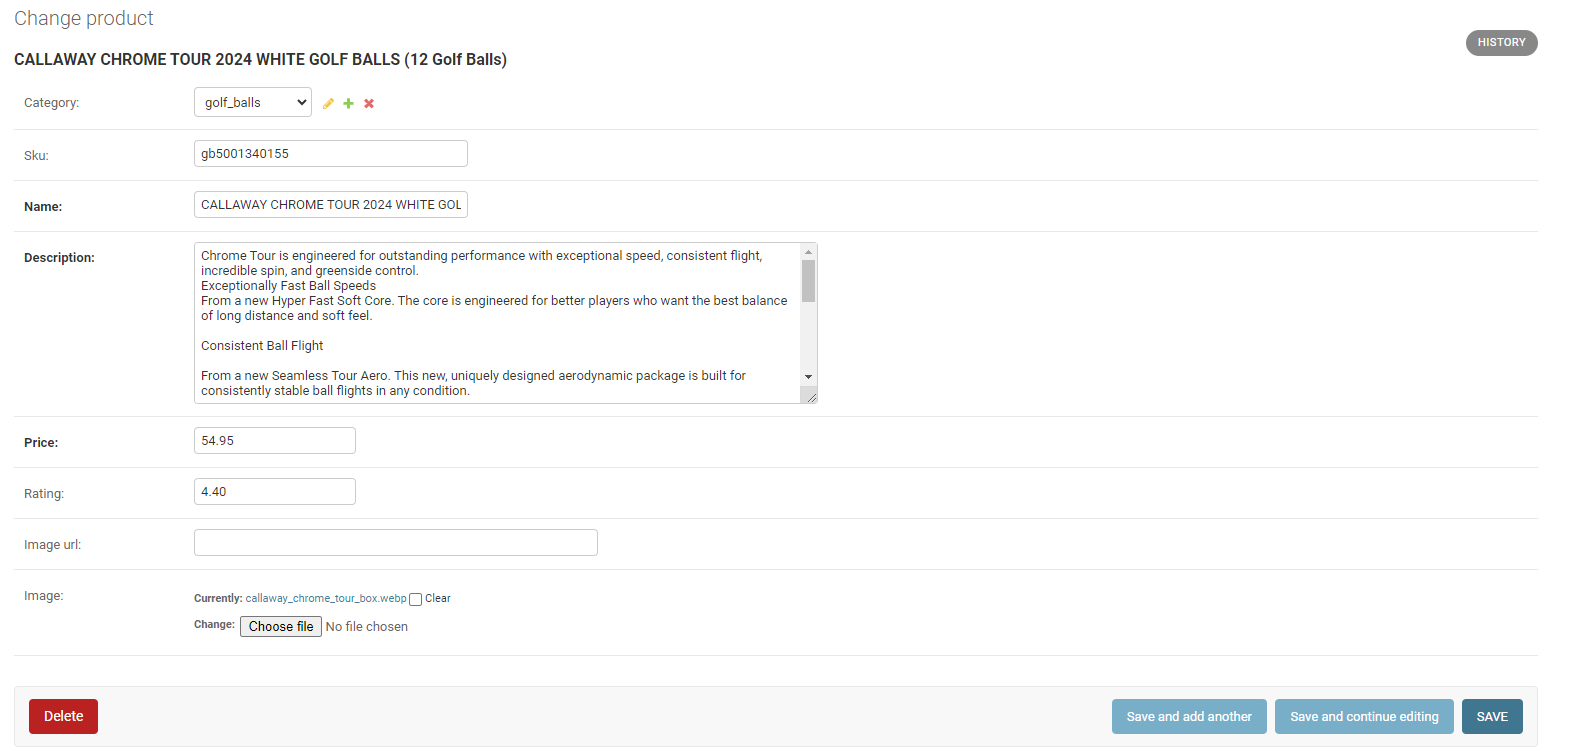 Change product
HISTORY
CALLAWAY CHROME TOUR 2024 WHITE GOLF BALLS (12 Golf Balls)
Category: golf_balls
Sku: gb5001340155
Name: CALLAWAY CHROME TOUR 2024 WHITE GOL
Description: Chrome Tour is engineered for outstanding performance with exceptional speed, consistent flight,
incredible spin, and greenside control.
Exceptionally Fast Ball Speeds
From a new Hyper Fast Soft Core. The core is engineered for better players who want the best balance
of long distance and soft feel.
Consistent Ball Flight
From a new Seamless Tour Aero. This new, uniquely designed aerodynamic package is built for
consistently stable ball flights in any condition.
Price: 54.95
Rating: 4.40
Image url:
Image: Currently: callaway_chrome_tour_box.webp Clear
Change: Choose file No file chosen
Delete Save and add another Save and continue editing SAVE